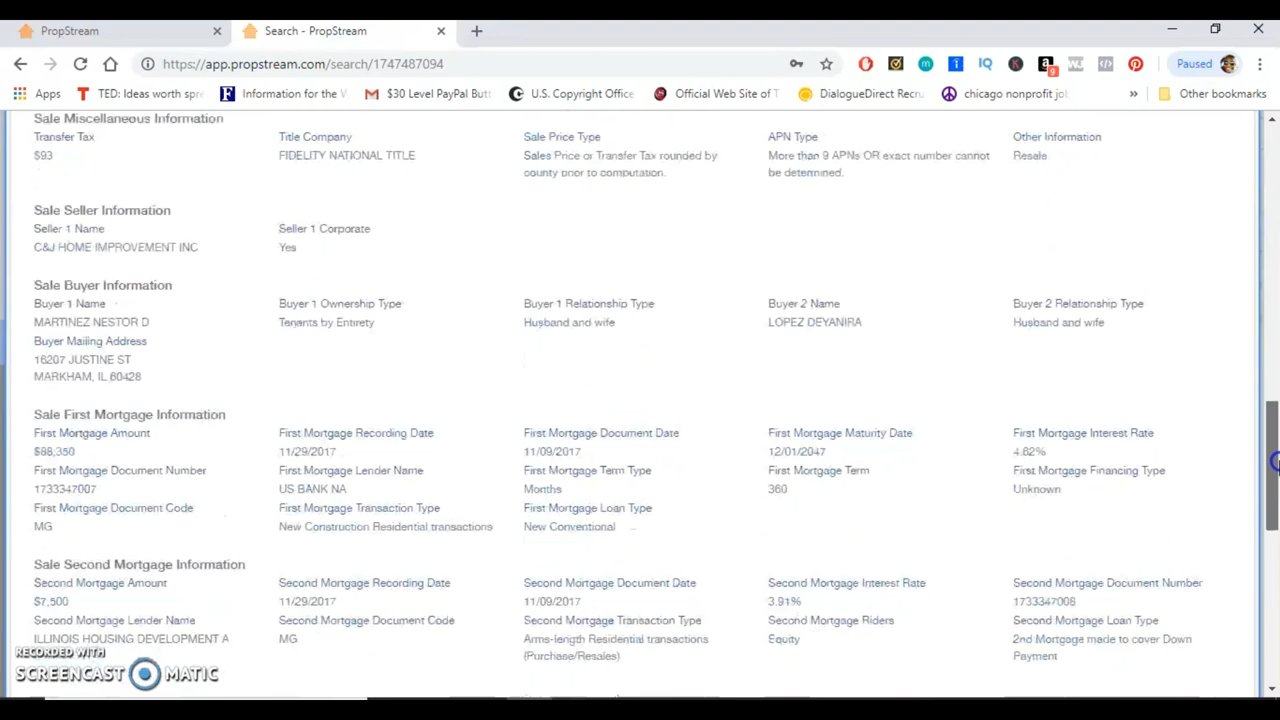 PropStream
Search - PropStream
https://app.propstream.com/search/1747487094
Paused
Apps
TED: Ideas worth spre
Information for the V
$30 Level PayPal Butt
U.S. Copyright Office
Official Web Site of T
DialogueDirect Recru
chicago nonprofit jo
Other bookmarks
Sale Miscellaneous Information
Transfer Tax Title Company Sale Price Type APN Type Other Information
$93 FIDELITY NATIONAL TITLE Sales Price or Transfer Tax rounded by More than 9 APNs OR exact number cannot Resale
county prior to computation. be determined.
Sale Seller Information
Seller 1 Name Seller 1 Corporate
C&J HOME IMPROVEMENT INC Yes
Sale Buyer Information
Buyer 1 Name Buyer 1 Ownership Type Buyer 1 Relationship Type Buyer 2 Name Buyer 2 Relationship Type
MARTINEZ NESTOR D Tenants by Entirety Husband and wife LOPEZ DEYANIRA Husband and wife
Buyer Mailing Address
16207 JUSTINE ST
MARKHAM, IL 60428
Sale First Mortgage Information
First Mortgage Amount First Mortgage Recording Date First Mortgage Document Date First Mortgage Maturity Date First Mortgage Interest Rate
$88,350 11/29/2017 11/09/2017 12/01/2047 4.62%
First Mortgage Document Number First Mortgage Lender Name First Mortgage Term Type First Mortgage Term First Mortgage Financing Type
1733347007 US BANK NA Months 360 Unknown
First Mortgage Document Code First Mortgage Transaction Type First Mortgage Loan Type
MG New Construction Residential transactions New Conventional
Sale Second Mortgage Information
Second Mortgage Amount Second Mortgage Recording Date Second Mortgage Document Date Second Mortgage Interest Rate Second Mortgage Document Number
$7,500 11/29/2017 11/09/2017 3.91% 1733347008
Second Mortgage Lender Name Second Mortgage Document Code Second Mortgage Transaction Type Second Mortgage Riders Second Mortgage Loan Type
ILLINOIS HOUSING DEVELOPMENT A MG Arms-length Residential transactions Equity 2nd Mortgage made to cover Down
(Purchase/Resales) Payment
RECORDED WITH
SCREENCAST MATIC